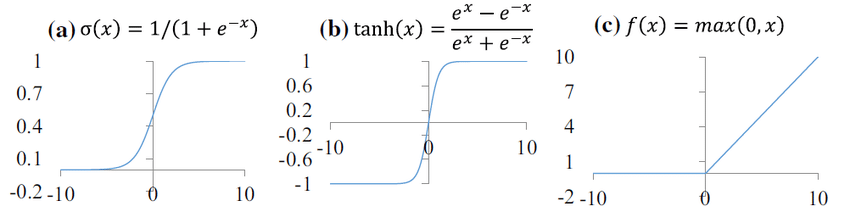 (a) σ(x) = 1/(1 + e⁻ˣ)
1
0.7
0.4
0.1
-0.2 -10 0 10
(b) tanh(x) = (eˣ − e⁻ˣ)/(eˣ + e⁻ˣ)
1
0.6
0.2
-0.2
-10 0 10
-0.6
-1
(c) f(x) = max(0, x)
10
7
4
1
-2 -10 0 10